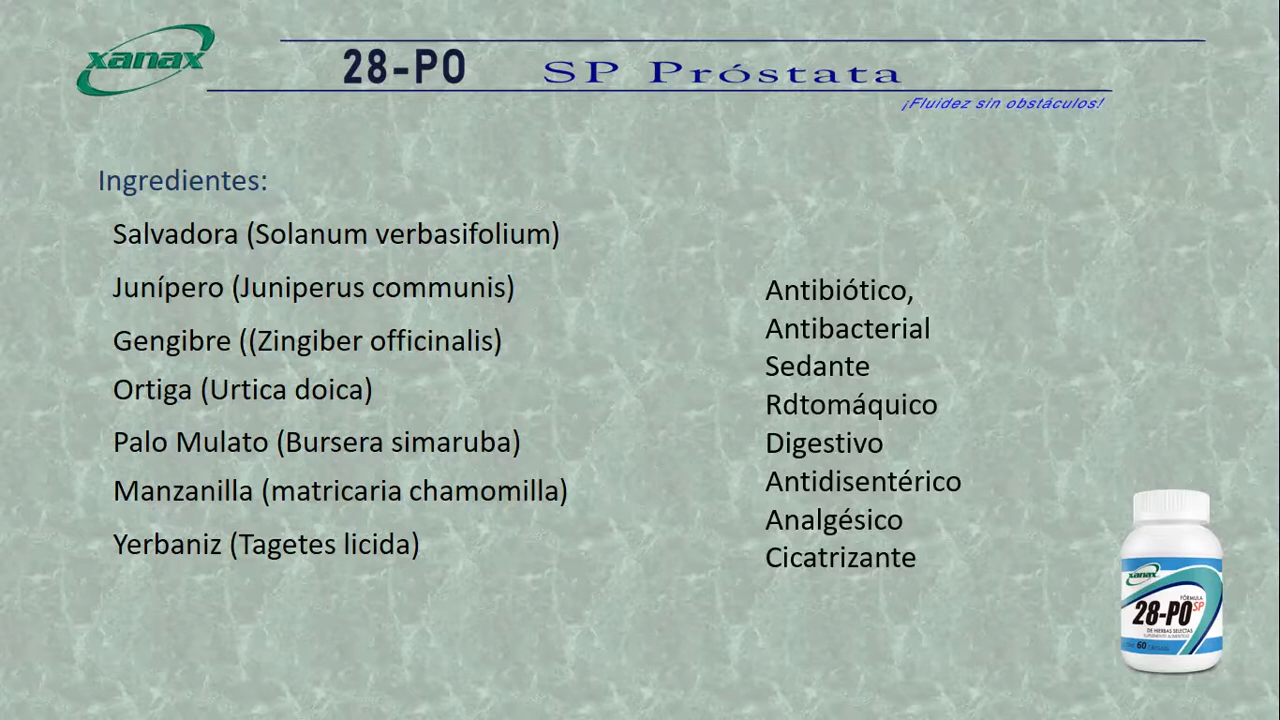 xanax
28-PO SP Próstata
¡Fluidez sin obstáculos!
Ingredientes:
Salvadora (Solanum verbasifolium)
Junípero (Juniperus communis)
Gengibre ((Zingiber officinalis)
Ortiga (Urtica doica)
Palo Mulato (Bursera simaruba)
Manzanilla (matricaria chamomilla)
Yerbaniz (Tagetes licida)
Antibiótico,
Antibacterial
Sedante
Rdtomáquico
Digestivo
Antidisentérico
Analgésico
Cicatrizante
xanax
FÓRMULA
28-PO SP
DE HIERBAS SELECTAS
SUPLEMENTO ALIMENTICIO
60